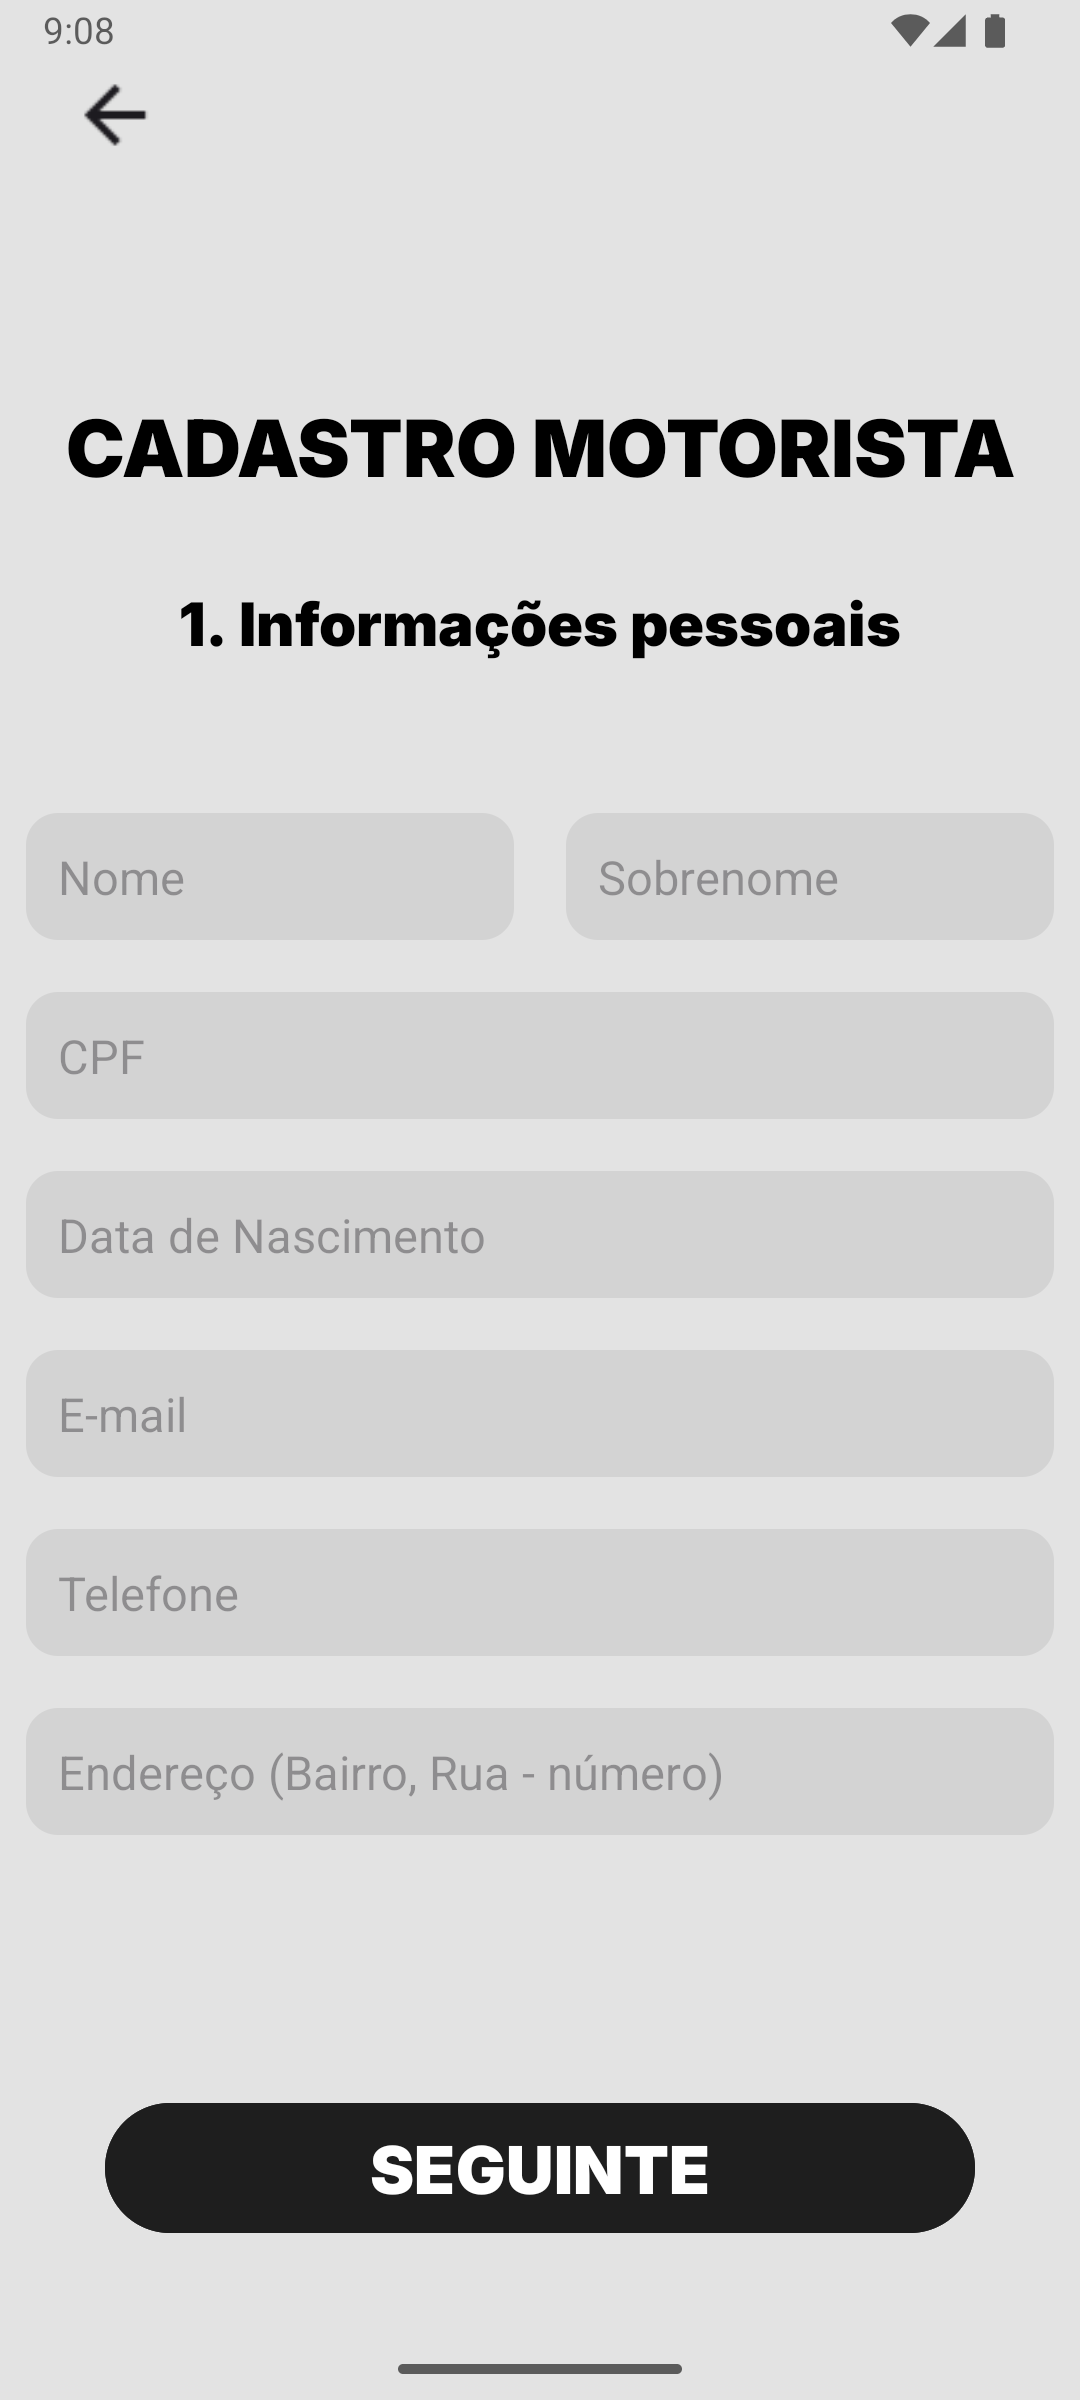 9:08
CADASTRO MOTORISTA
1. Informações pessoais
Nome
Sobrenome
CPF
Data de Nascimento
E-mail
Telefone
Endereço (Bairro, Rua - número)
SEGUINTE